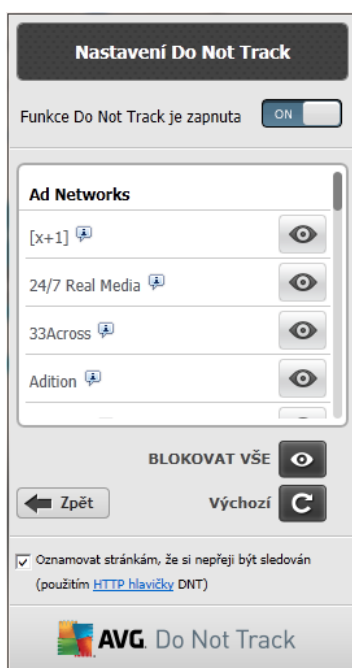 Nastavení Do Not Track
Funkce Do Not Track je zapnuta ON
Ad Networks
[x+1]
24/7 Real Media
33Across
Adition
BLOKOVAT VŠE
Zpět Výchozí
Oznamovat stránkám, že si nepřeji být sledován
(použitím HTTP hlavičky DNT)
AVG. Do Not Track